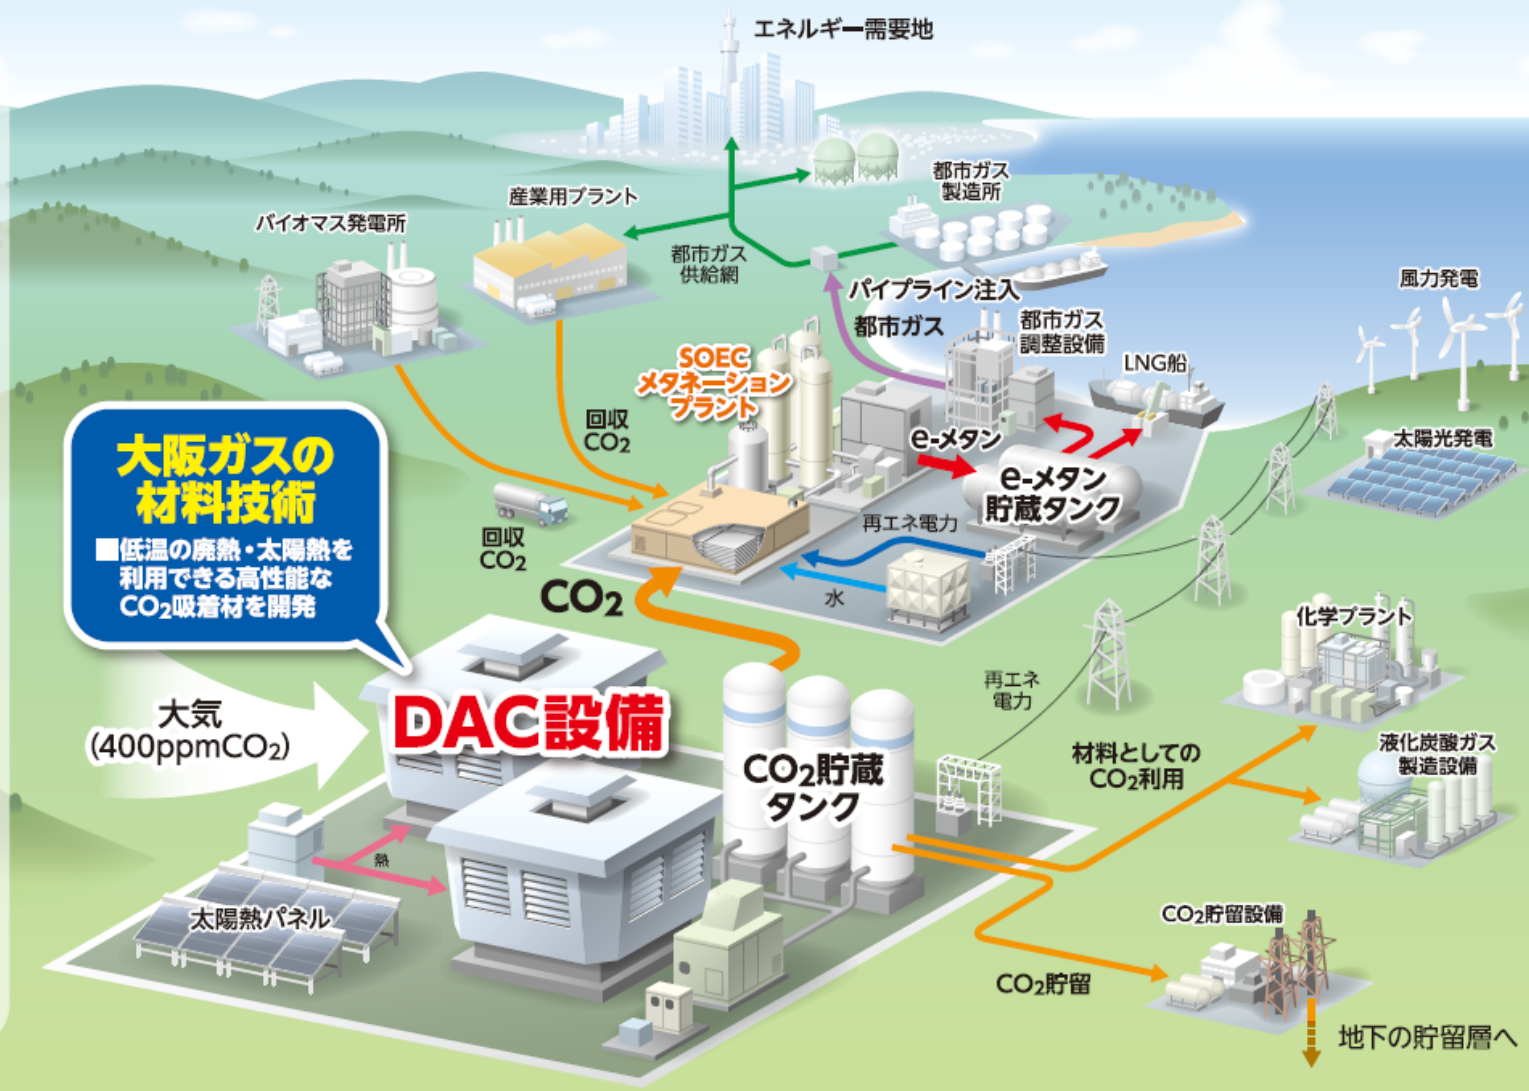 エネルギー需要地
都市ガス
製造所
産業用プラント
バイオマス発電所
都市ガス
供給網
パイプライン注入
都市ガス
都市ガス
調整設備
風力発電
LNG船
SOEC
メタネーション
プラント
回収
CO₂
e-メタン
太陽光発電
大阪ガスの
材料技術
■低温の廃熱・太陽熱を
利用できる高性能な
CO₂吸着材を開発
e-メタン
貯蔵タンク
再エネ電力
回収
CO₂
CO₂
水
化学プラント
大気
(400ppmCO₂)
DAC設備
再エネ
電力
CO₂貯蔵
タンク
材料としての
CO₂利用
液化炭酸ガス
製造設備
熱
太陽熱パネル
CO₂貯留設備
CO₂貯留
地下の貯留層へ